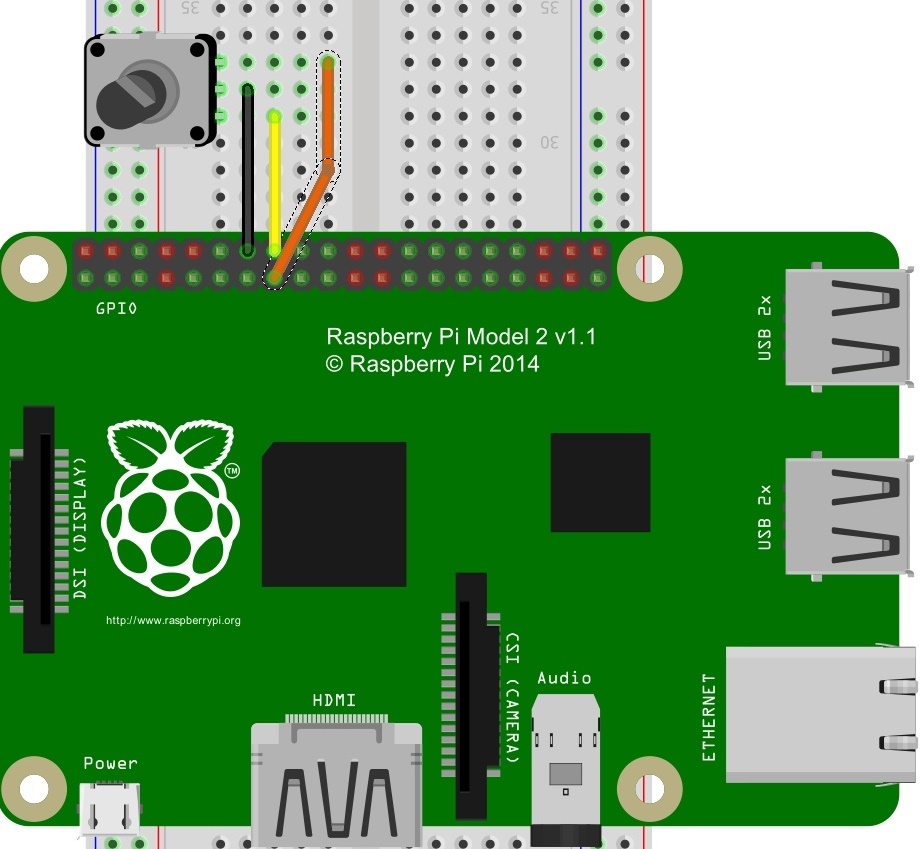 35
35
30
GPIO
Raspberry Pi Model 2 v1.1
© Raspberry Pi 2014
USB 2x
DSI (DISPLAY)
TM
USB 2x
http://www.raspberrypi.org
CSI (CAMERA)
Audio
ETHERNET
HDMI
Power